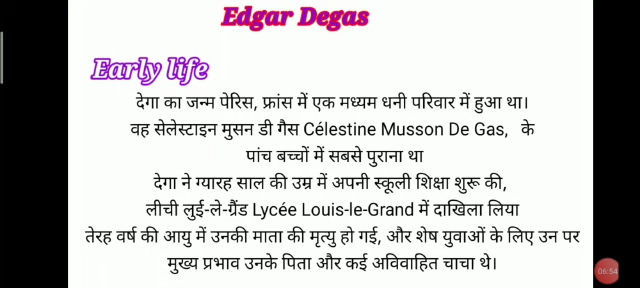 Edgar Degas
Early life
देगा का जन्म पेरिस, फ्रांस में एक मध्यम धनी परिवार में हुआ था।
वह सेलेस्टाइन मुसन डी गैस Célestine Musson De Gas, के
पांच बच्चों में सबसे पुराना था
देगा ने ग्यारह साल की उम्र में अपनी स्कूली शिक्षा शुरू की,
लीची लुई-ले-ग्रैंड Lycée Louis-le-Grand में दाखिला लिया
तेरह वर्ष की आयु में उनकी माता की मृत्यु हो गई, और शेष युवाओं के लिए उन पर
मुख्य प्रभाव उनके पिता और कई अविवाहित चाचा थे।
06:54